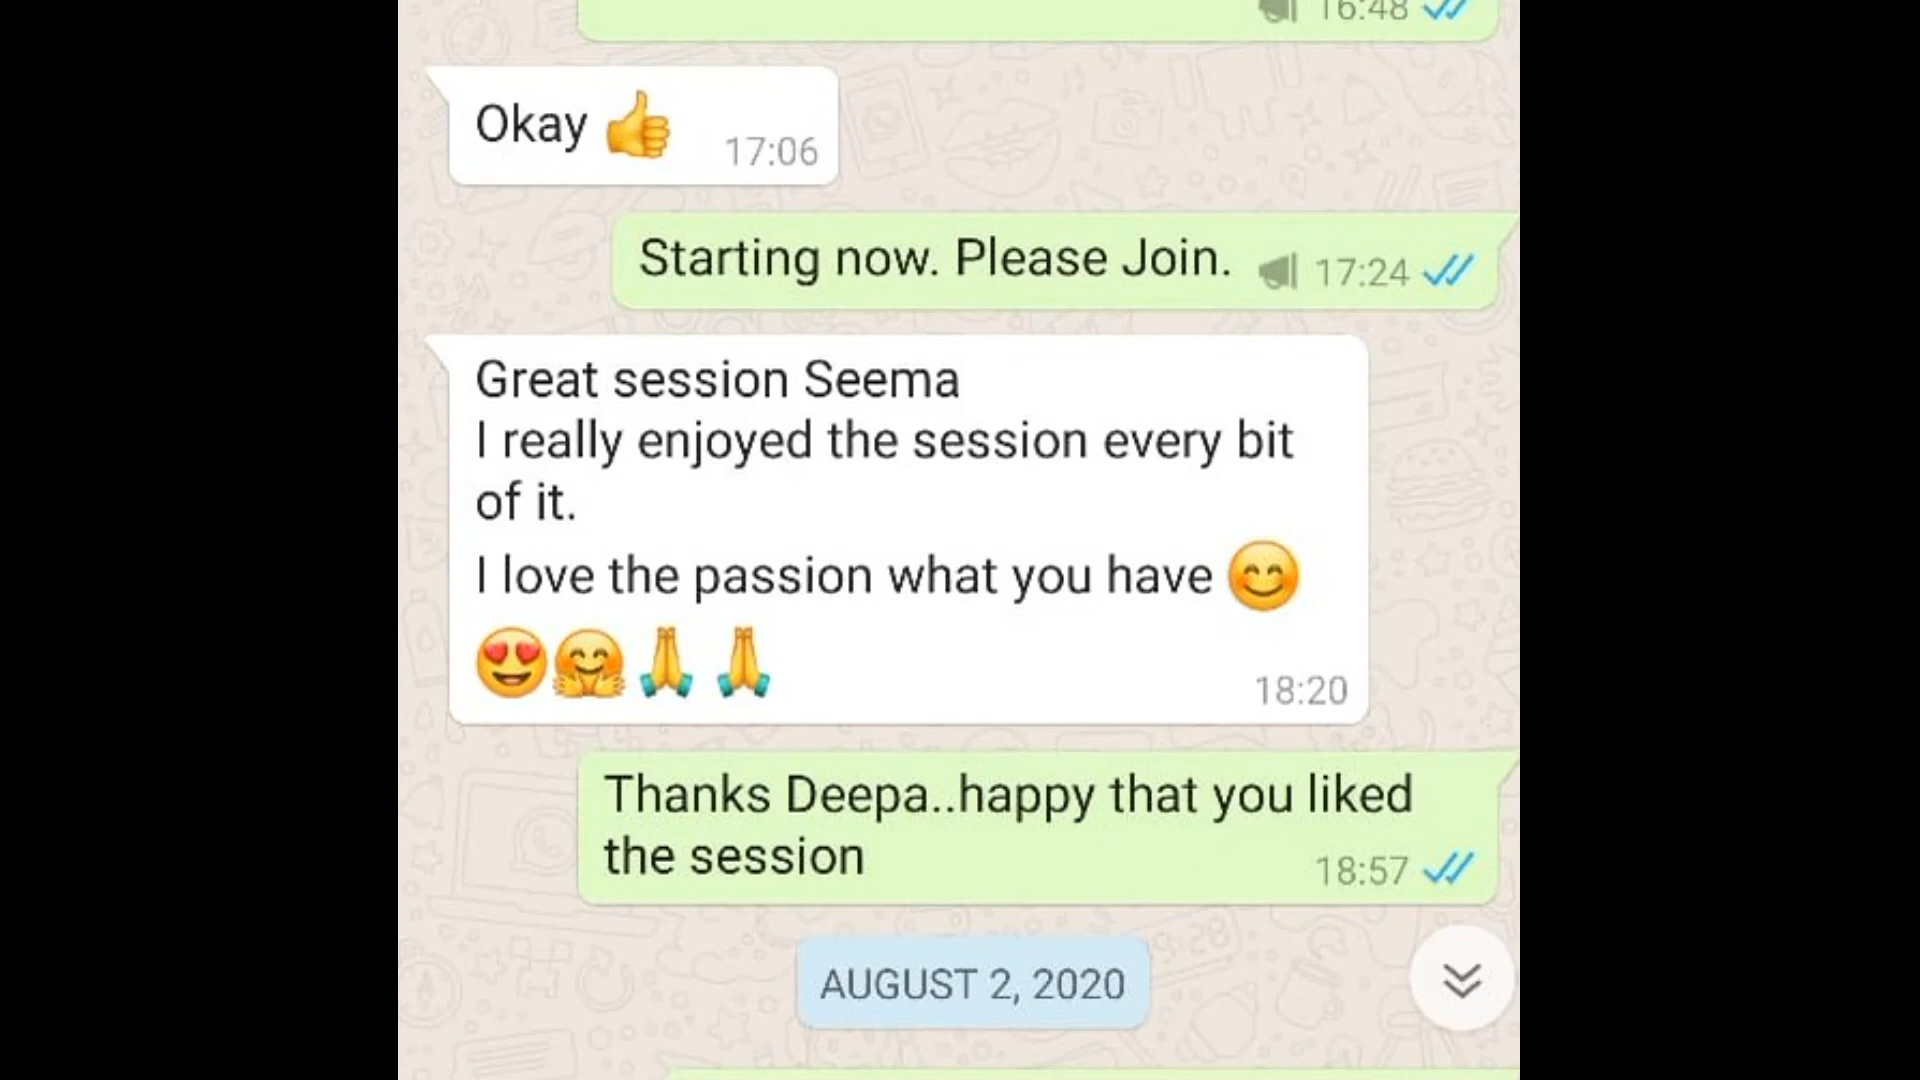 16:48
Okay 👍 17:06
Starting now. Please Join. 17:24
Great session Seema
I really enjoyed the session every bit
of it.
I love the passion what you have 😊
😍🤗🙏🙏 18:20
Thanks Deepa..happy that you liked
the session 18:57
AUGUST 2, 2020